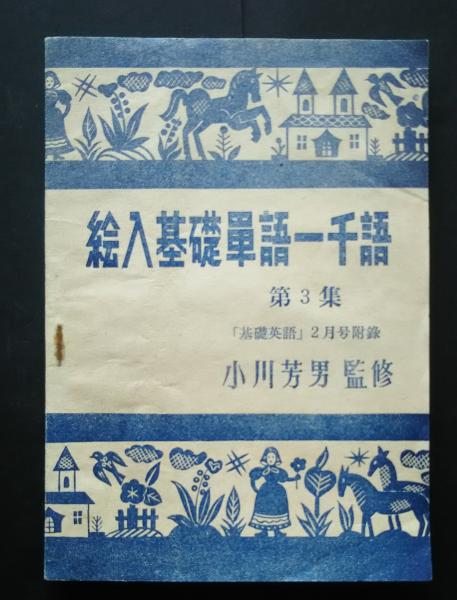 絵入基礎單語一千語
第3集
「基礎英語」2月号附錄
小川芳男 監修